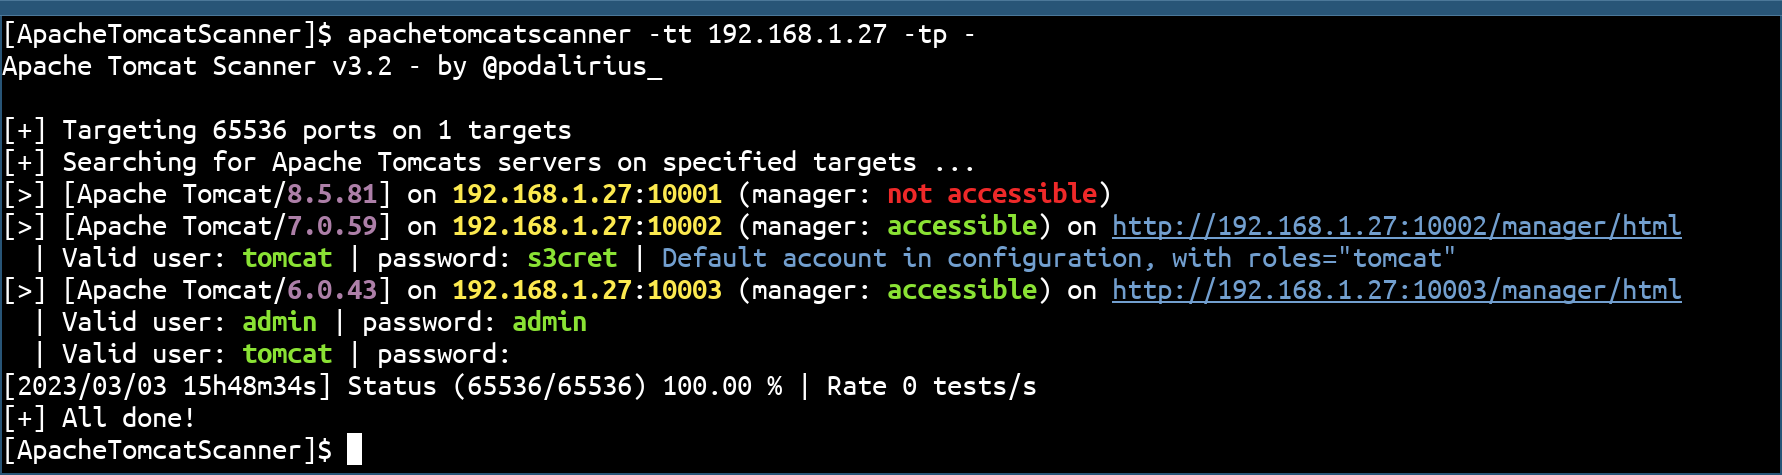 [ApacheTomcatScanner]$ apachetomcatscanner -tt 192.168.1.27 -tp -
Apache Tomcat Scanner v3.2 - by @podalirius_
[+] Targeting 65536 ports on 1 targets
[+] Searching for Apache Tomcats servers on specified targets ...
[>] [Apache Tomcat/8.5.81] on 192.168.1.27:10001 (manager: not accessible)
[>] [Apache Tomcat/7.0.59] on 192.168.1.27:10002 (manager: accessible) on http://192.168.1.27:10002/manager/html
  | Valid user: tomcat | password: s3cret | Default account in configuration, with roles="tomcat"
[>] [Apache Tomcat/6.0.43] on 192.168.1.27:10003 (manager: accessible) on http://192.168.1.27:10003/manager/html
  | Valid user: admin | password: admin
  | Valid user: tomcat | password:
[2023/03/03 15h48m34s] Status (65536/65536) 100.00 % | Rate 0 tests/s
[+] All done!
[ApacheTomcatScanner]$